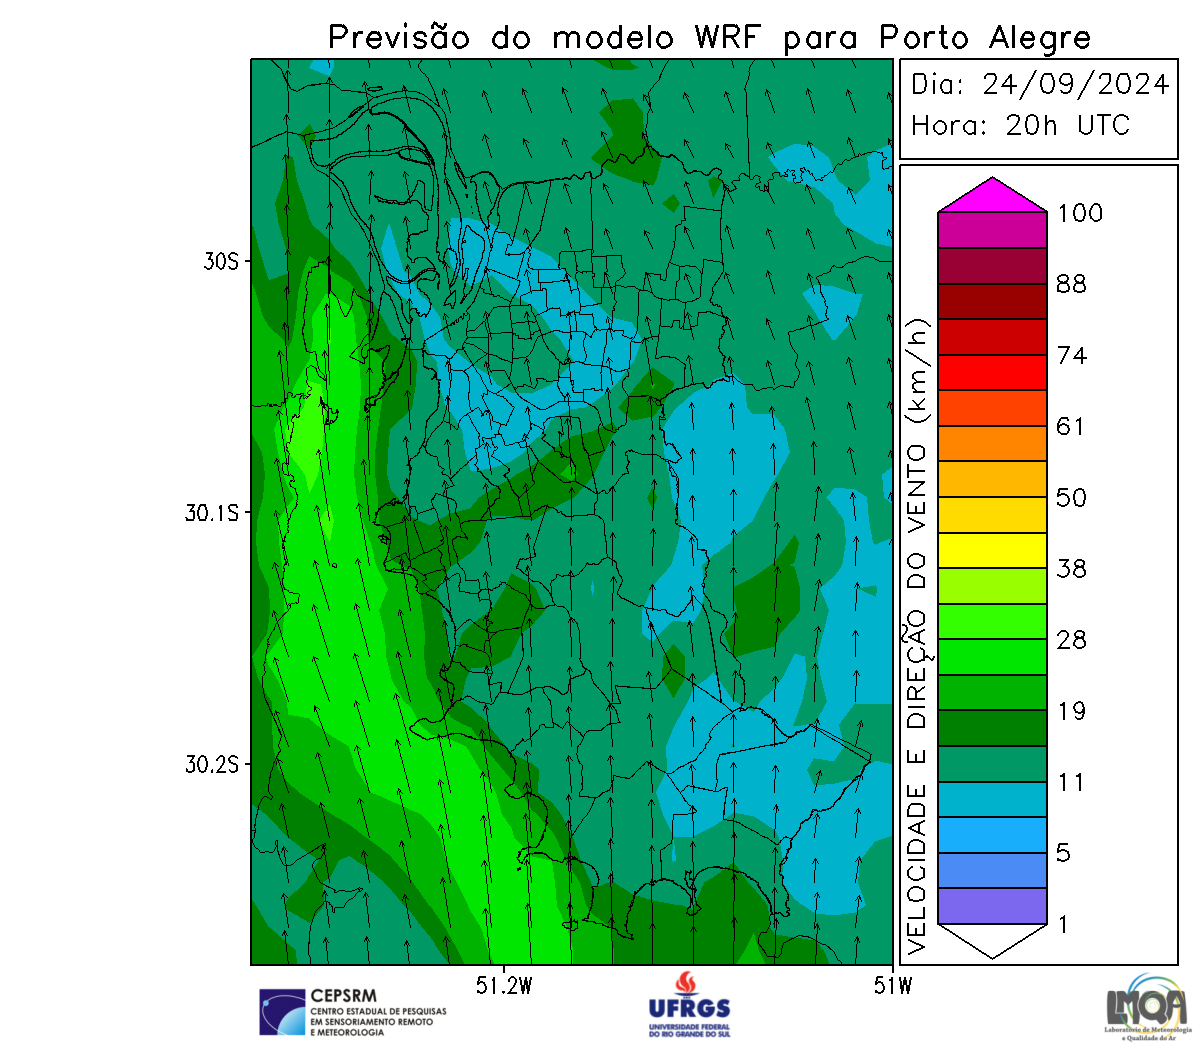 Previsão do modelo WRF para Porto Alegre
Dia: 24/09/2024
Hora: 20h UTC
30S
30.1S
30.2S
51.2W
51W
VELOCIDADE E DIREÇÃO DO VENTO (km/h)
100
88
74
61
50
38
28
19
11
5
1
CEPSRM
CENTRO ESTADUAL DE PESQUISAS
EM SENSORIAMENTO REMOTO
E METEOROLOGIA
UFRGS
UNIVERSIDADE FEDERAL
DO RIO GRANDE DO SUL
LMQA
Laboratório de Meteorologia
e Qualidade do Ar